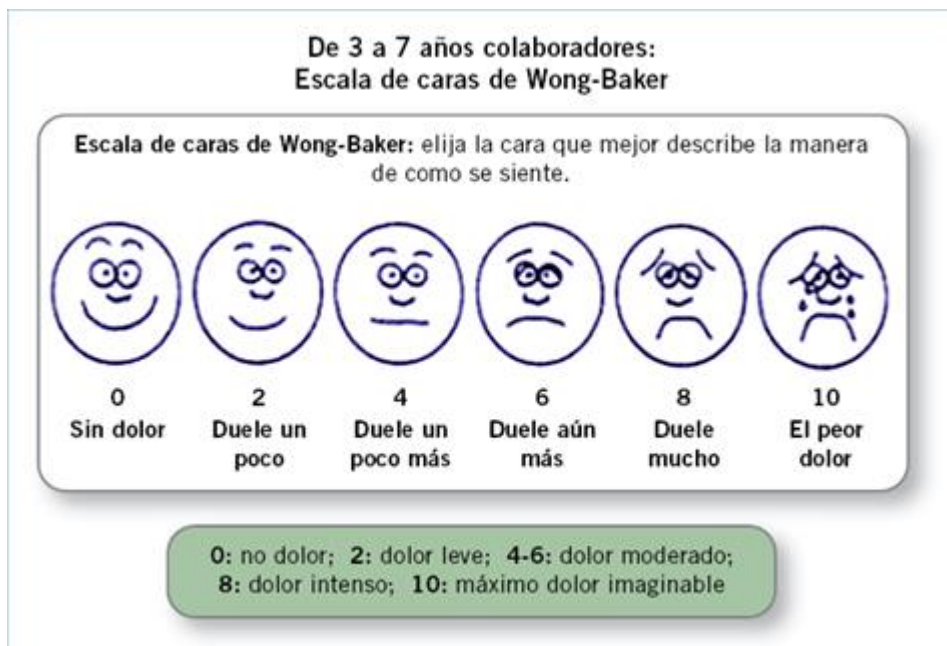 De 3 a 7 años colaboradores:
Escala de caras de Wong-Baker
Escala de caras de Wong-Baker: elija la cara que mejor describe la manera
de como se siente.
0 2 4 6 8 10
Sin dolor Duele un Duele un Duele aún Duele El peor
poco poco más más mucho dolor
0: no dolor; 2: dolor leve; 4-6: dolor moderado;
8: dolor intenso; 10: máximo dolor imaginable